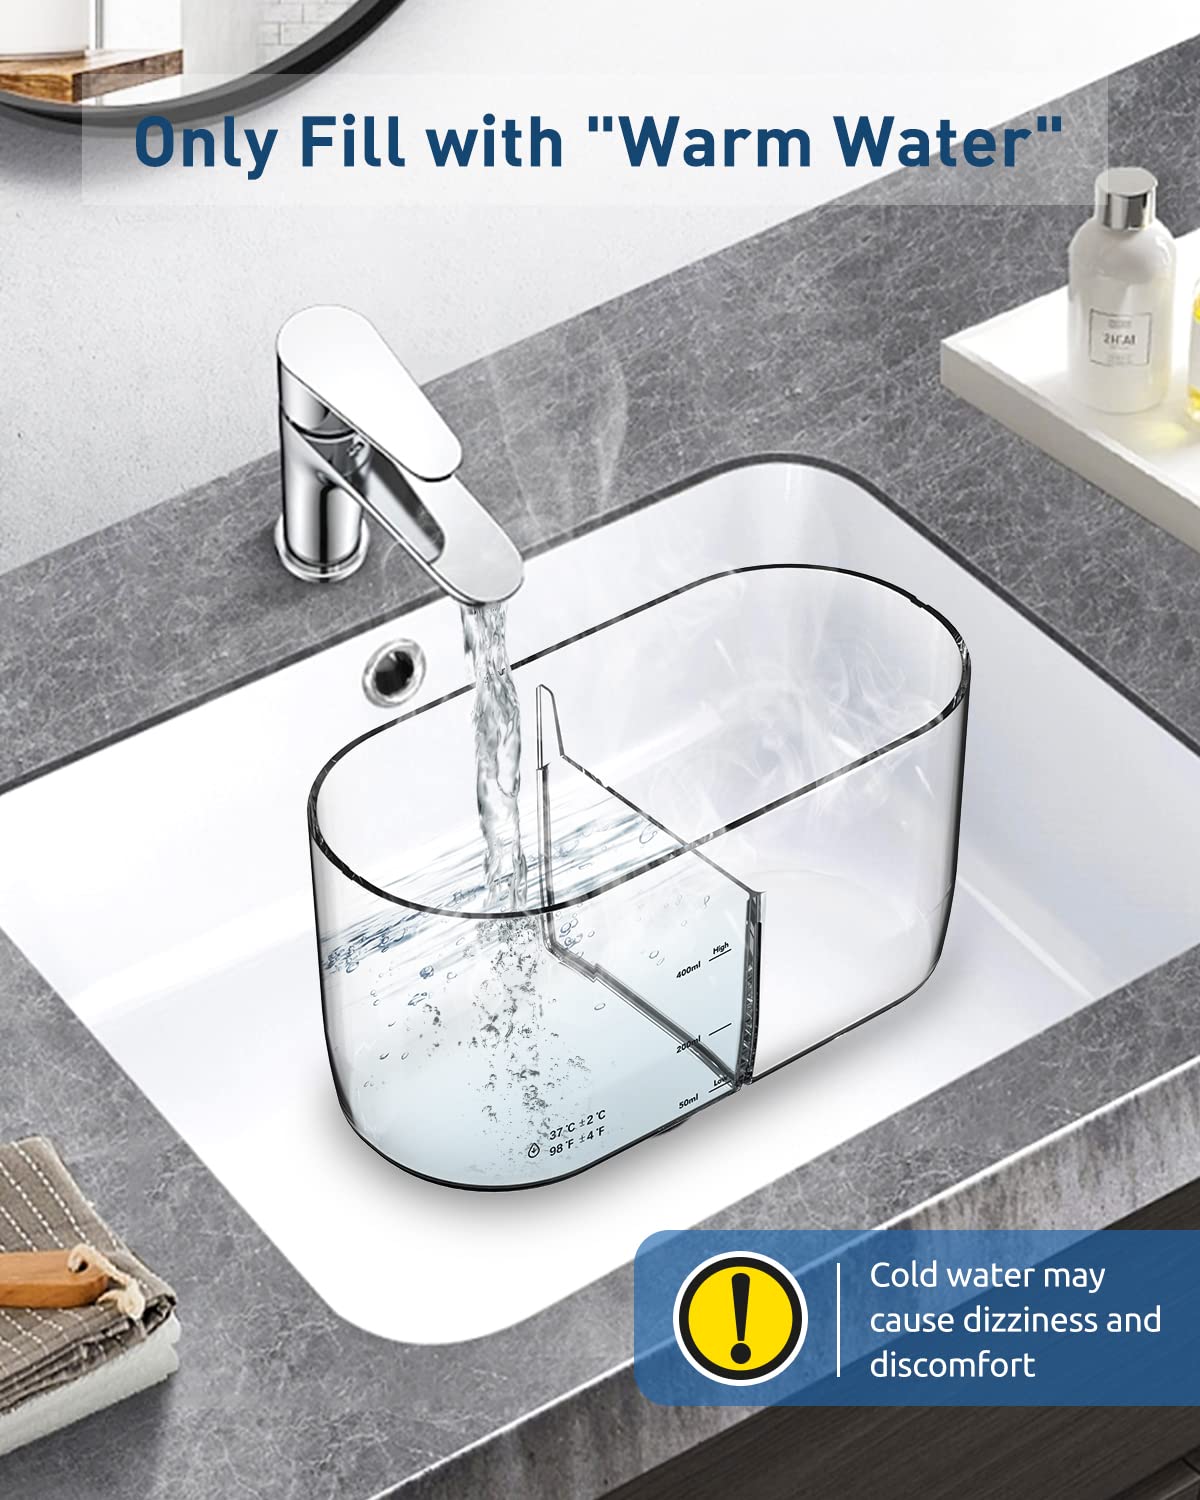 Only Fill with "Warm Water"
High
400ml
200ml
Low
50ml
37°C ±2°C
98°F ±4°F
Cold water may
cause dizziness and
discomfort